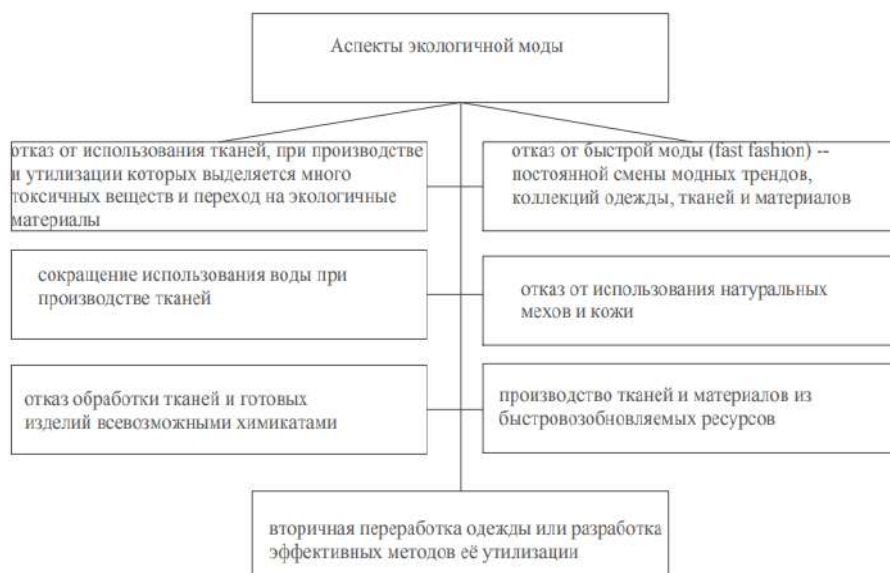 Аспекты экологичной моды
отказ от использования тканей, при производстве
и утилизации которых выделяется много
токсичных веществ и переход на экологичные
материалы
отказ от быстрой моды (fast fashion) --
постоянной смены модных трендов,
коллекций одежды, тканей и материалов
сокращение использования воды при
производстве тканей
отказ от использования натуральных
мехов и кожи
отказ обработки тканей и готовых
изделий всевозможными химикатами
производство тканей и материалов из
быстровозобновляемых ресурсов
вторичная переработка одежды или разработка
эффективных методов её утилизации